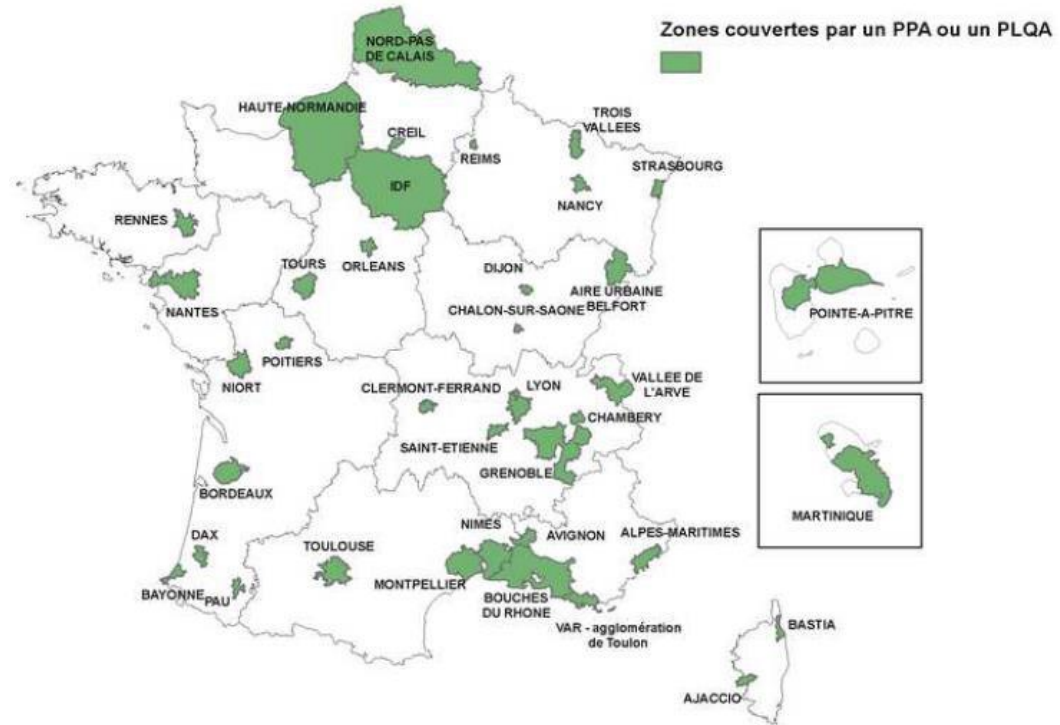 Zones couvertes par un PPA ou un PLQA
NORD-PAS
DE CALAIS
HAUTE-NORMANDIE
CREIL
REIMS
TROIS
VALLEES
STRASBOURG
IDF
NANCY
RENNES
TOURS
ORLEANS
DIJON
AIRE URBAINE
BELFORT
CHALON-SUR-SAONE
NANTES
POINTE-A-PITRE
POITIERS
NIORT
CLERMONT-FERRAND
LYON
VALLEE DE
L'ARVE
CHAMBERY
SAINT-ETIENNE
GRENOBLE
BORDEAUX
MARTINIQUE
DAX
TOULOUSE
NIMES
AVIGNON
ALPES-MARITIMES
MONTPELLIER
BAYONNE
PAU
BOUCHES
DU RHONE
VAR - agglomération
de Toulon
BASTIA
AJACCIO